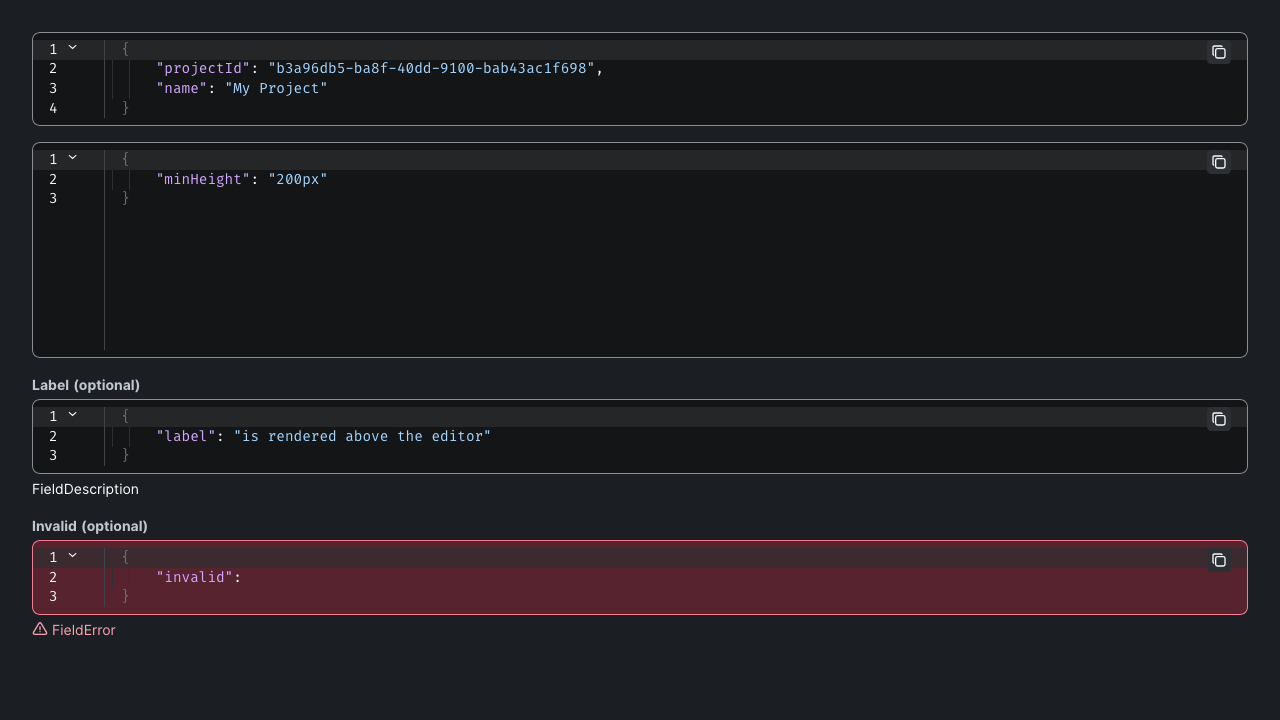 1 {
2 "projectId": "b3a96db5-ba8f-40dd-9100-bab43ac1f698",
3 "name": "My Project"
4 }
1 {
2 "minHeight": "200px"
3 }
Label (optional)
1 {
2 "label": "is rendered above the editor"
3 }
FieldDescription
Invalid (optional)
1 {
2 "invalid":
3 }
FieldError